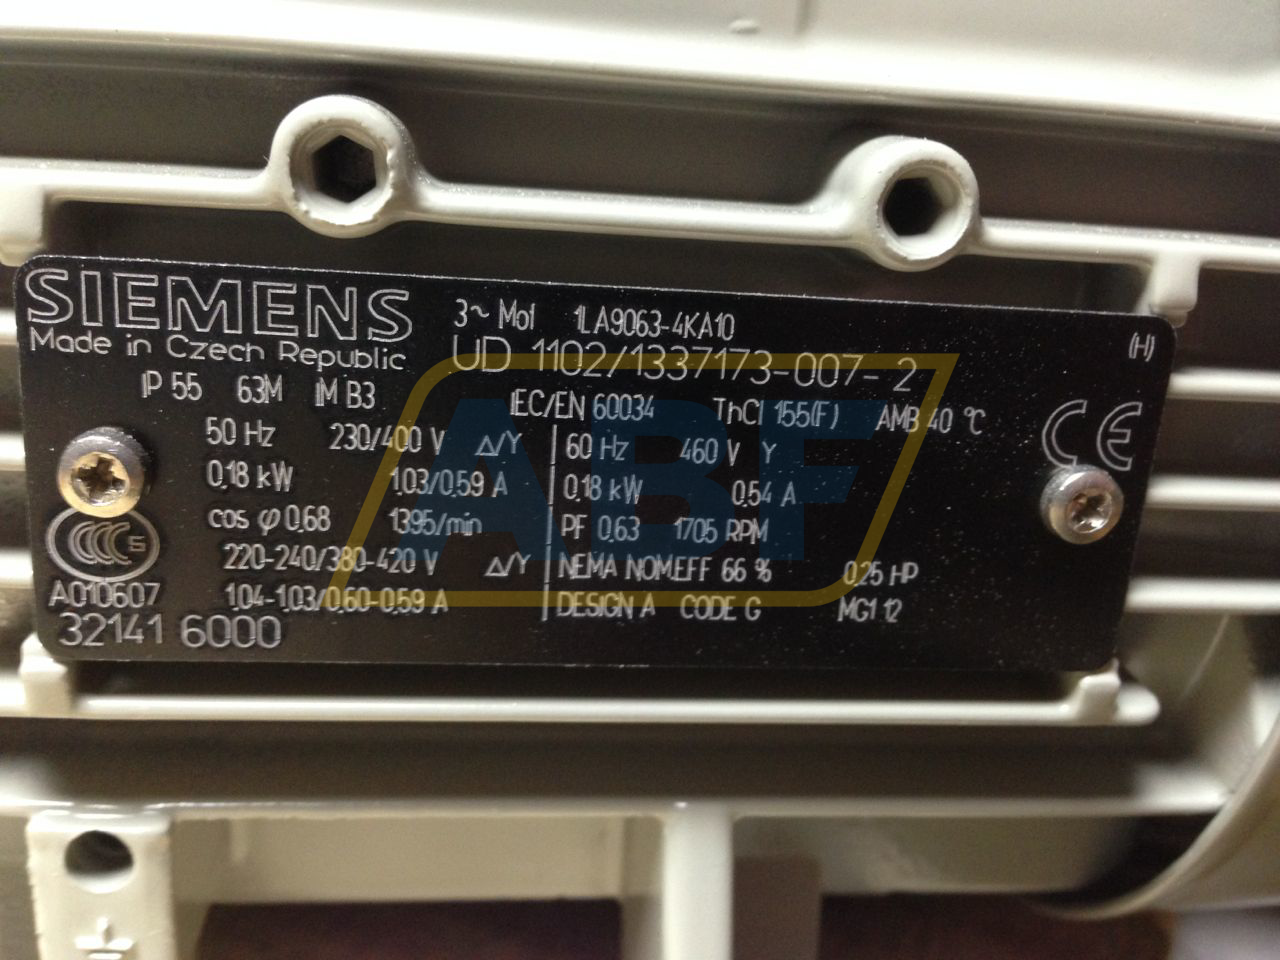 SIEMENS
Made in Czech Republic
3~ Mot 1LA9063-4KA10
UD 1102/1337173-007-2
(H)
IP 55 63M IM B3 IEC/EN 60034 ThCl 155(F) AMB 40 °C
50 Hz 230/400 V Δ/Y 60 Hz 460 V Y
0,18 kW 1,03/0,59 A 0,18 kW 0,54 A
cos φ 0,68 1395/min PF 0,63 1705 RPM
220-240/380-420 V Δ/Y NEMA NOM.EFF 66 % 0,25 HP
1,04-1,03/0,60-0,59 A DESIGN A CODE G MG1 12
CE
CCC S
A010607
32141 6000
ABF